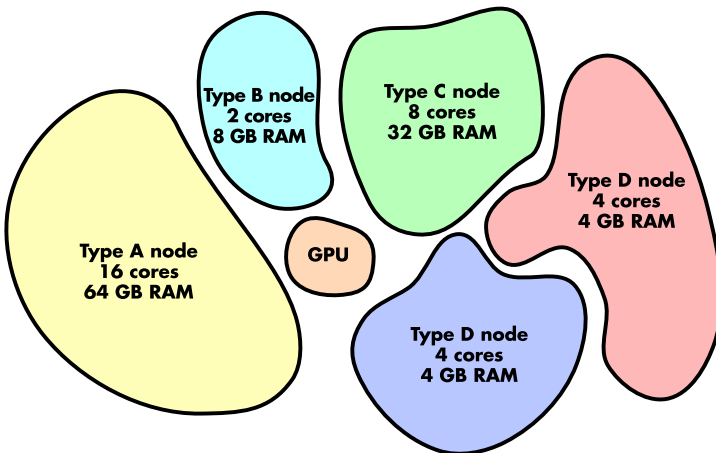 Type B node
2 cores
8 GB RAM
Type C node
8 cores
32 GB RAM
Type D node
4 cores
4 GB RAM
Type A node
16 cores
64 GB RAM
GPU
Type D node
4 cores
4 GB RAM